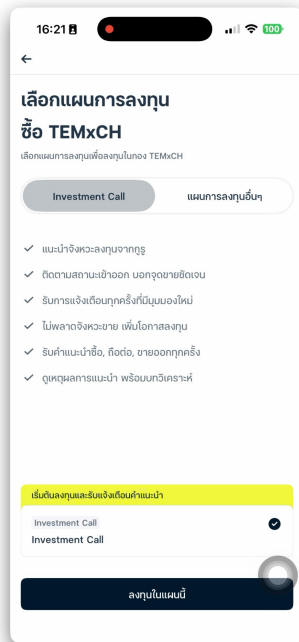 16:21
100
เลือกแผนการลงทุน
ซื้อ TEMxCH
เลือกแผนการลงทุนเพื่อลงทุนในกอง TEMxCH
Investment Call
แผนการลงทุนอื่นๆ
แนะนำจังหวะลงทุนจากกูรู
ติดตามสถานะเข้าออก บอกจุดขายชัดเจน
รับการแจ้งเตือนทุกครั้งที่มีมุมมองใหม่
ไม่พลาดจังหวะขาย เพิ่มโอกาสลงทุน
รับคำแนะนำซื้อ, ถือต่อ, ขายออกทุกครั้ง
ดูเหตุผลการแนะนำ พร้อมบทวิเคราะห์
เริ่มต้นลงทุนและรับแจ้งเตือนคำแนะนำ
Investment Call
Investment Call
ลงทุนในแผนนี้